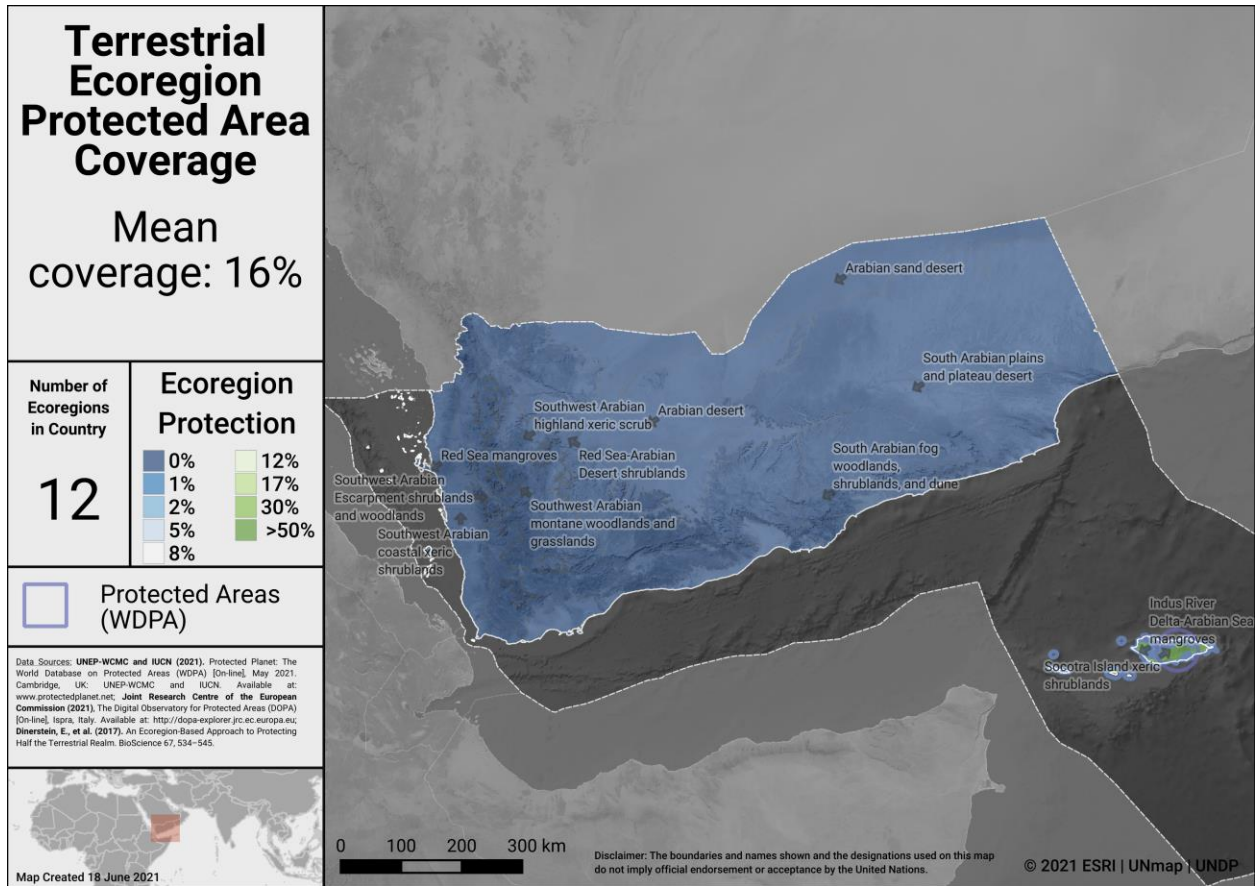 Terrestrial
Ecoregion
Protected Area
Coverage
Mean
coverage: 16%
Number of
Ecoregions
in Country
12
Ecoregion
Protection
0%
1%
2%
5%
8%
12%
17%
30%
>50%
Protected Areas
(WDPA)
Data Sources: UNEP-WCMC and IUCN (2021). Protected Planet: The
World Database on Protected Areas (WDPA) [On-line], May 2021.
Cambridge, UK: UNEP-WCMC and IUCN. Available at:
www.protectedplanet.net; Joint Research Centre of the European
Commission (2021), The Digital Observatory for Protected Areas (DOPA)
[On-line], Ispra, Italy. Available at: http://dopa-explorer.jrc.ec.europa.eu;
Dinerstein, E., et al. (2017). An Ecoregion-Based Approach to Protecting
Half the Terrestrial Realm. BioScience 67, 534–545.
Map Created 18 June 2021
Arabian sand desert
South Arabian plains
and plateau desert
Southwest Arabian
highland xeric scrub
Arabian desert
Red Sea mangroves
Red Sea-Arabian
Desert shrublands
South Arabian fog
woodlands,
shrublands, and dune
Southwest Arabian
Escarpment shrublands
and woodlands
Southwest Arabian
montane woodlands and
grasslands
Southwest Arabian
coastal xeric
shrublands
Indus River
Delta-Arabian Sea
mangroves
Socotra Island xeric
shrublands
0 100 200 300 km
Disclaimer: The boundaries and names shown and the designations used on this map
do not imply official endorsement or acceptance by the United Nations.
© 2021 ESRI | UNmap | UNDP